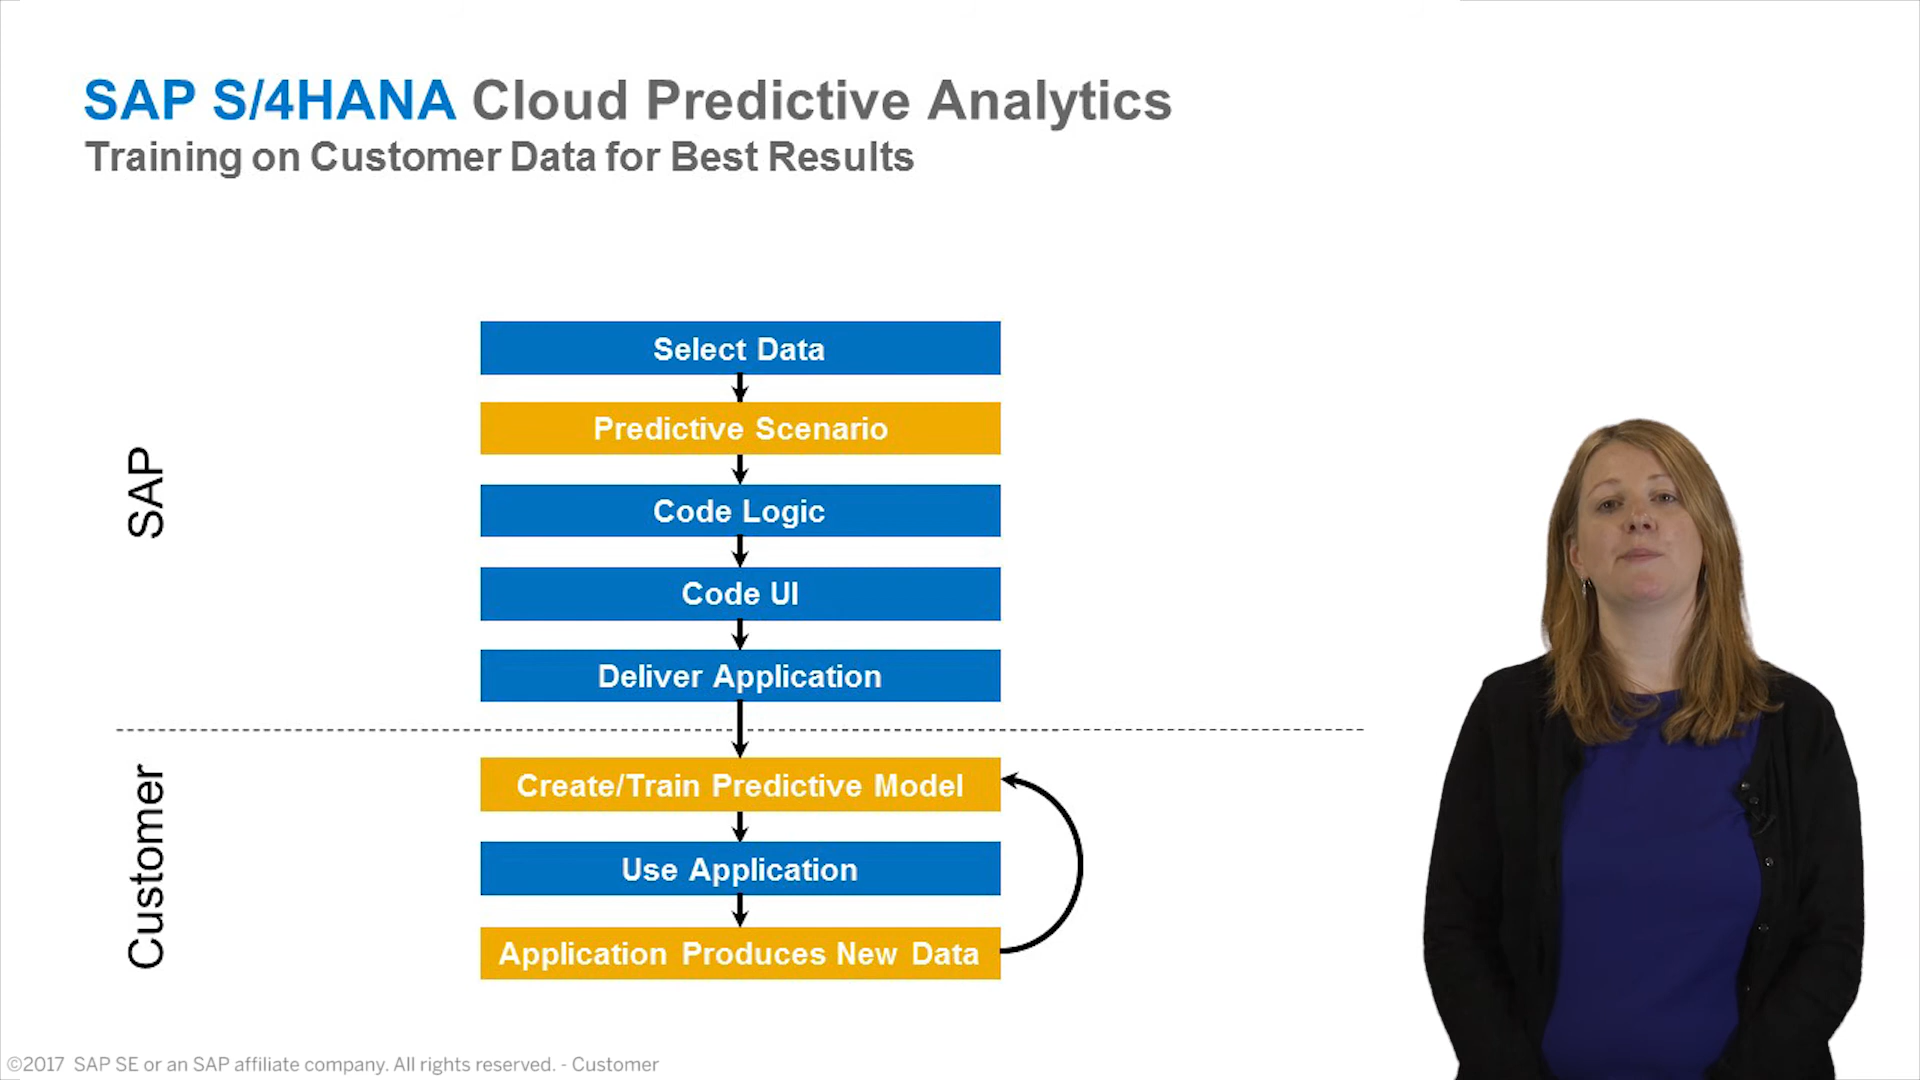 SAP S/4HANA Cloud Predictive Analytics
Training on Customer Data for Best Results
SAP
Select Data
Predictive Scenario
Code Logic
Code UI
Deliver Application
Customer
Create/Train Predictive Model
Use Application
Application Produces New Data
©2017 SAP SE or an SAP affiliate company. All rights reserved. - Customer